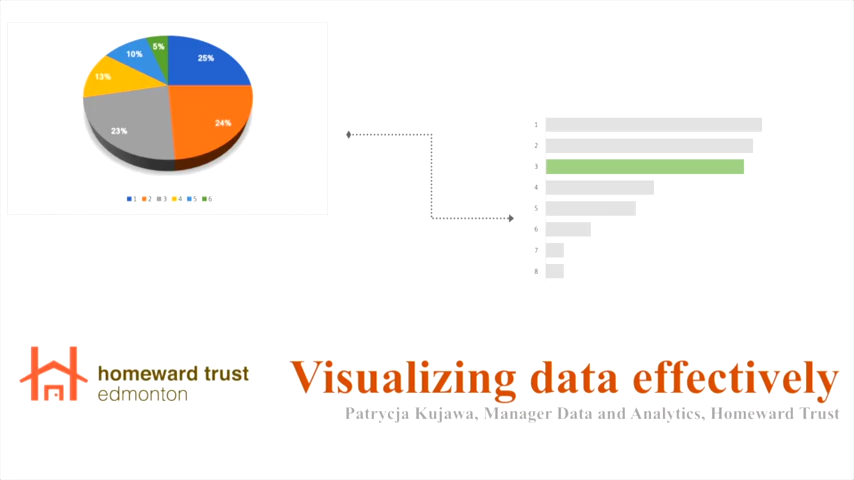 5%
10%
25%
13%
24%
23%
1 2 3 4 5 6
1
2
3
4
5
6
7
8
homeward trust
edmonton
Visualizing data effectively
Patrycja Kujawa, Manager Data and Analytics, Homeward Trust